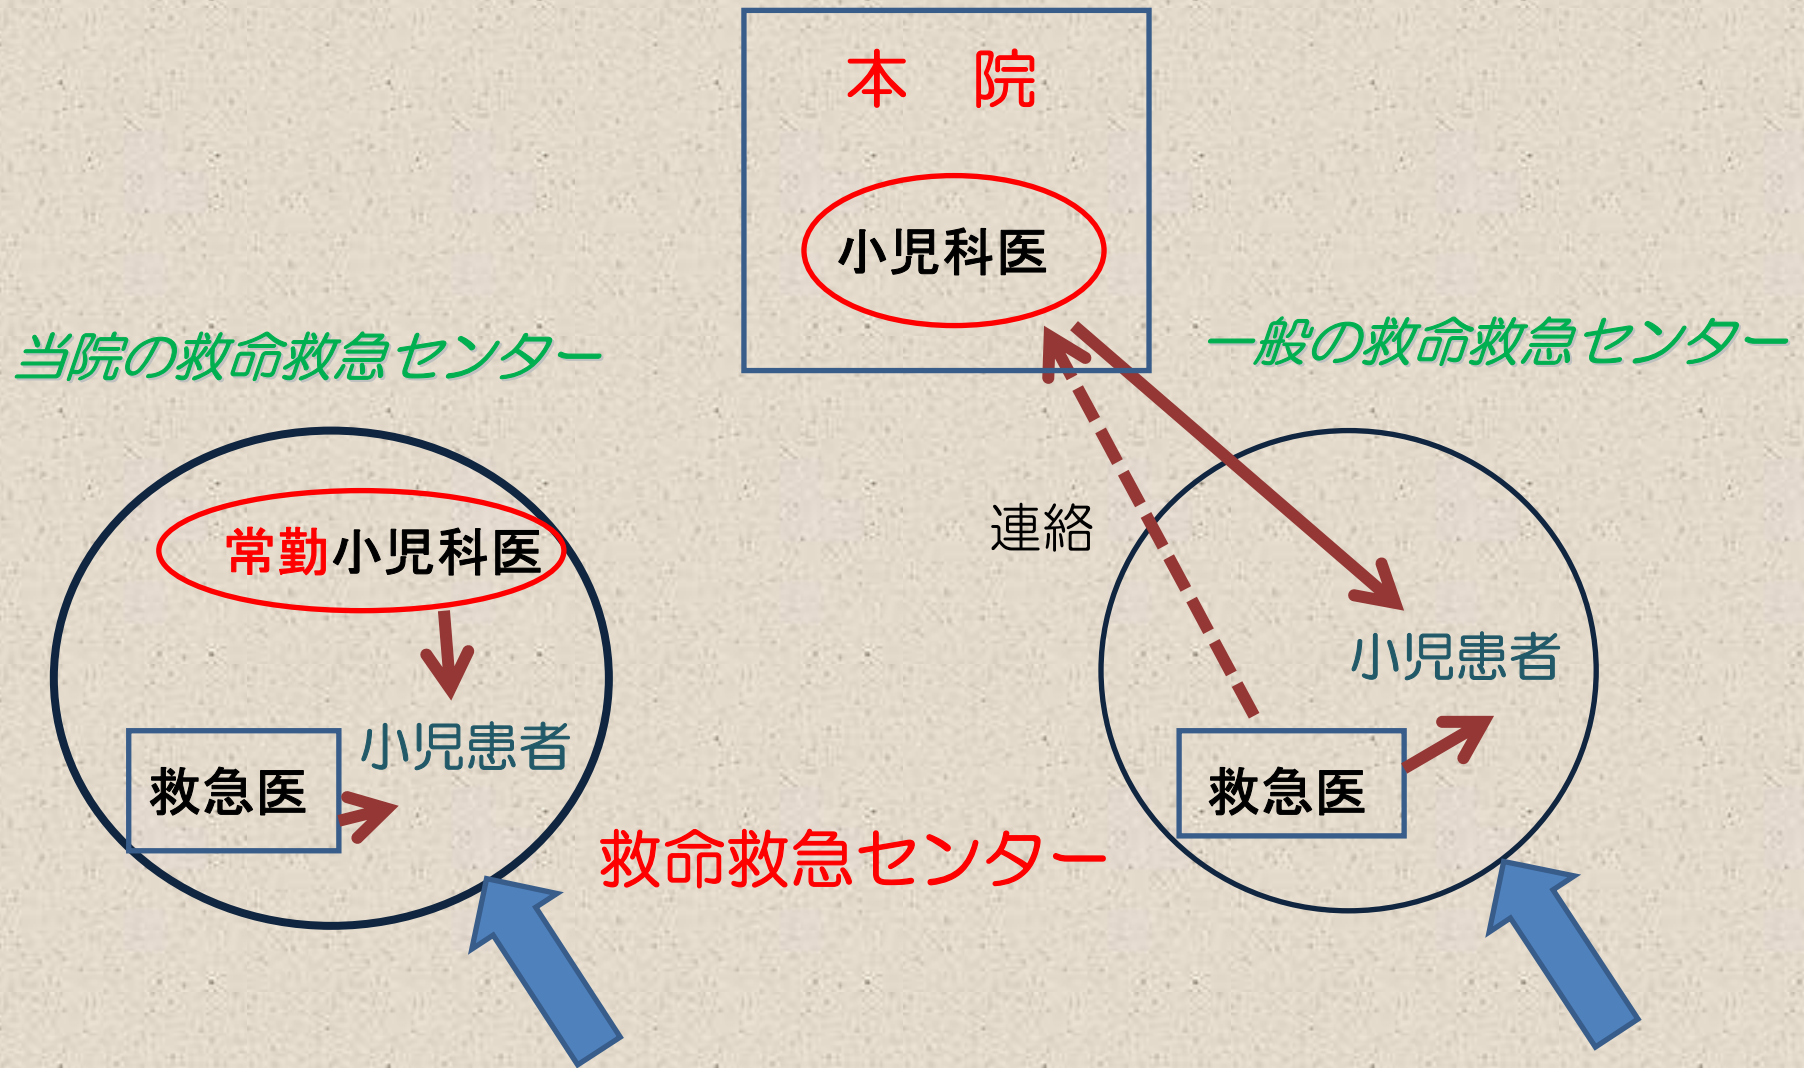 本　院
小児科医
当院の救命救急センター
一般の救命救急センター
常勤小児科医
連絡
小児患者
小児患者
救急医
救急医
救命救急センター